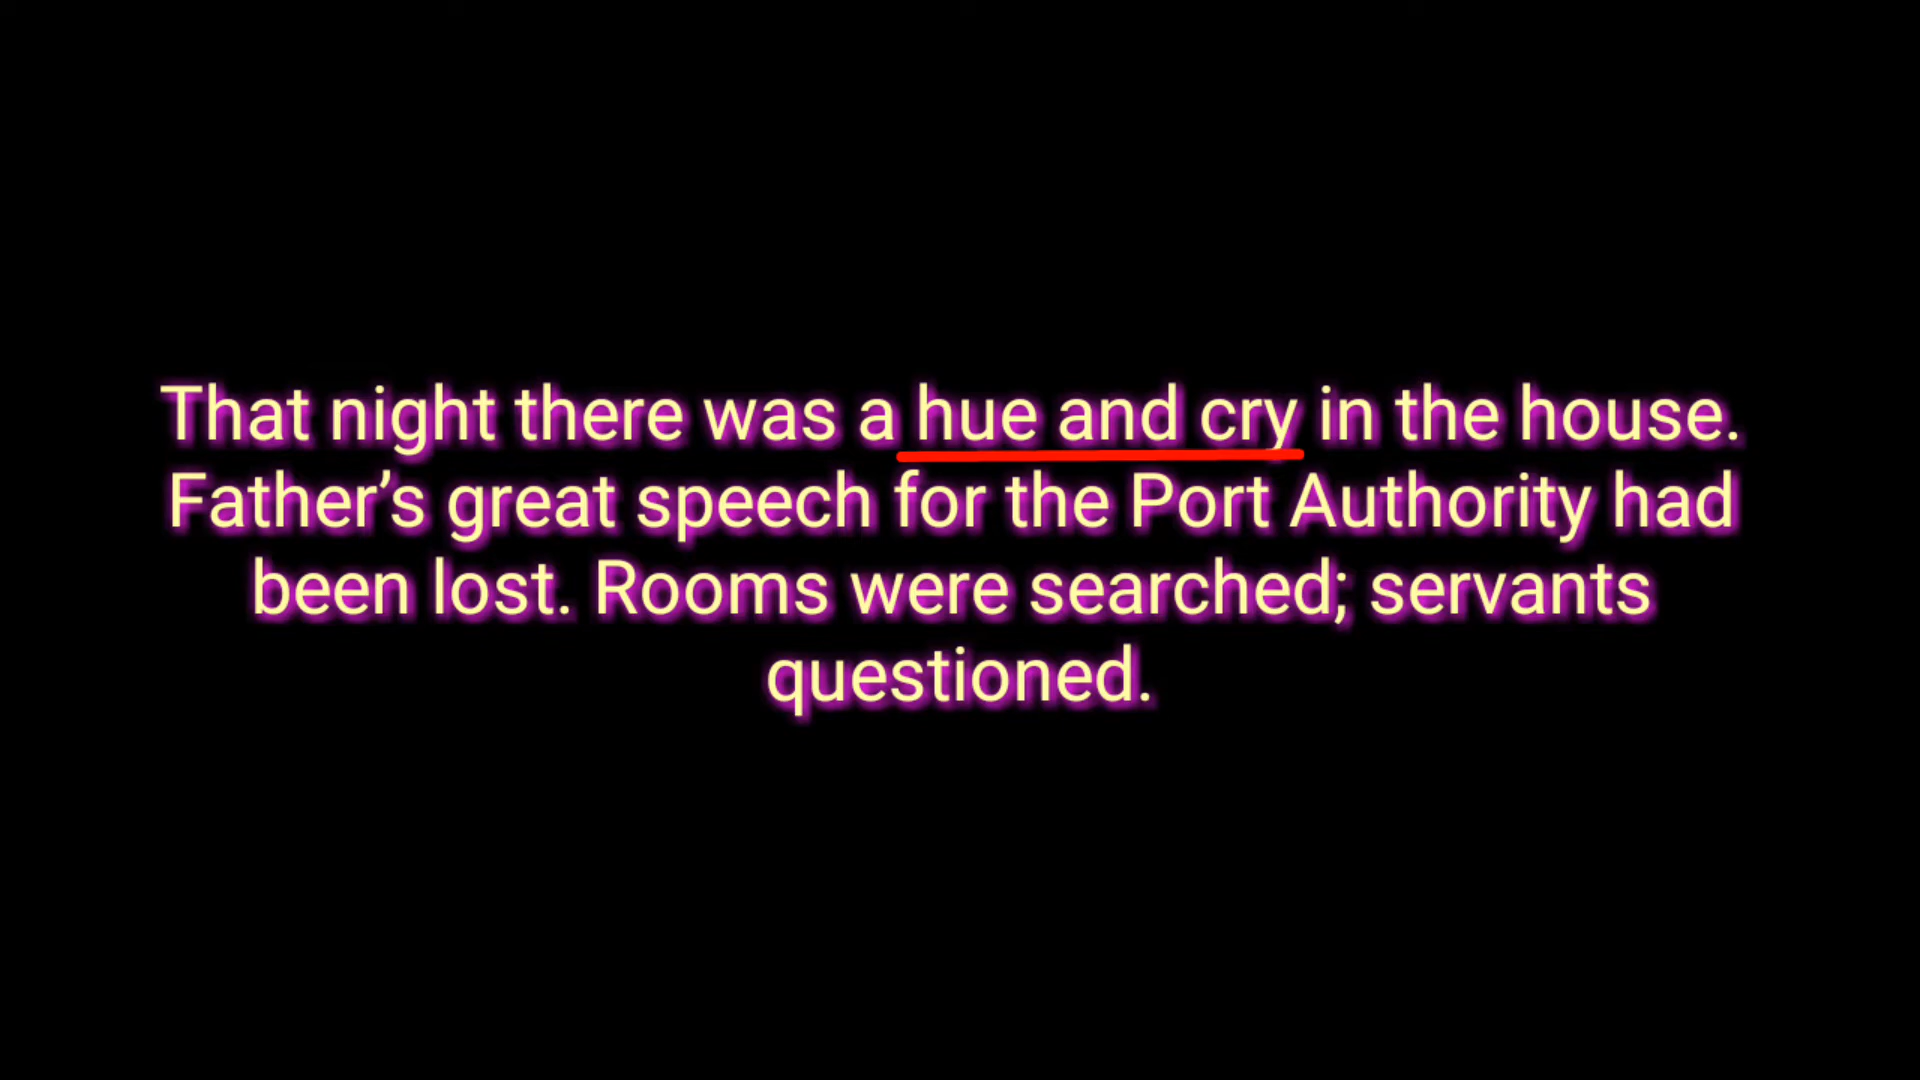 That night there was a hue and cry in the house.
Father’s great speech for the Port Authority had
been lost. Rooms were searched; servants
questioned.